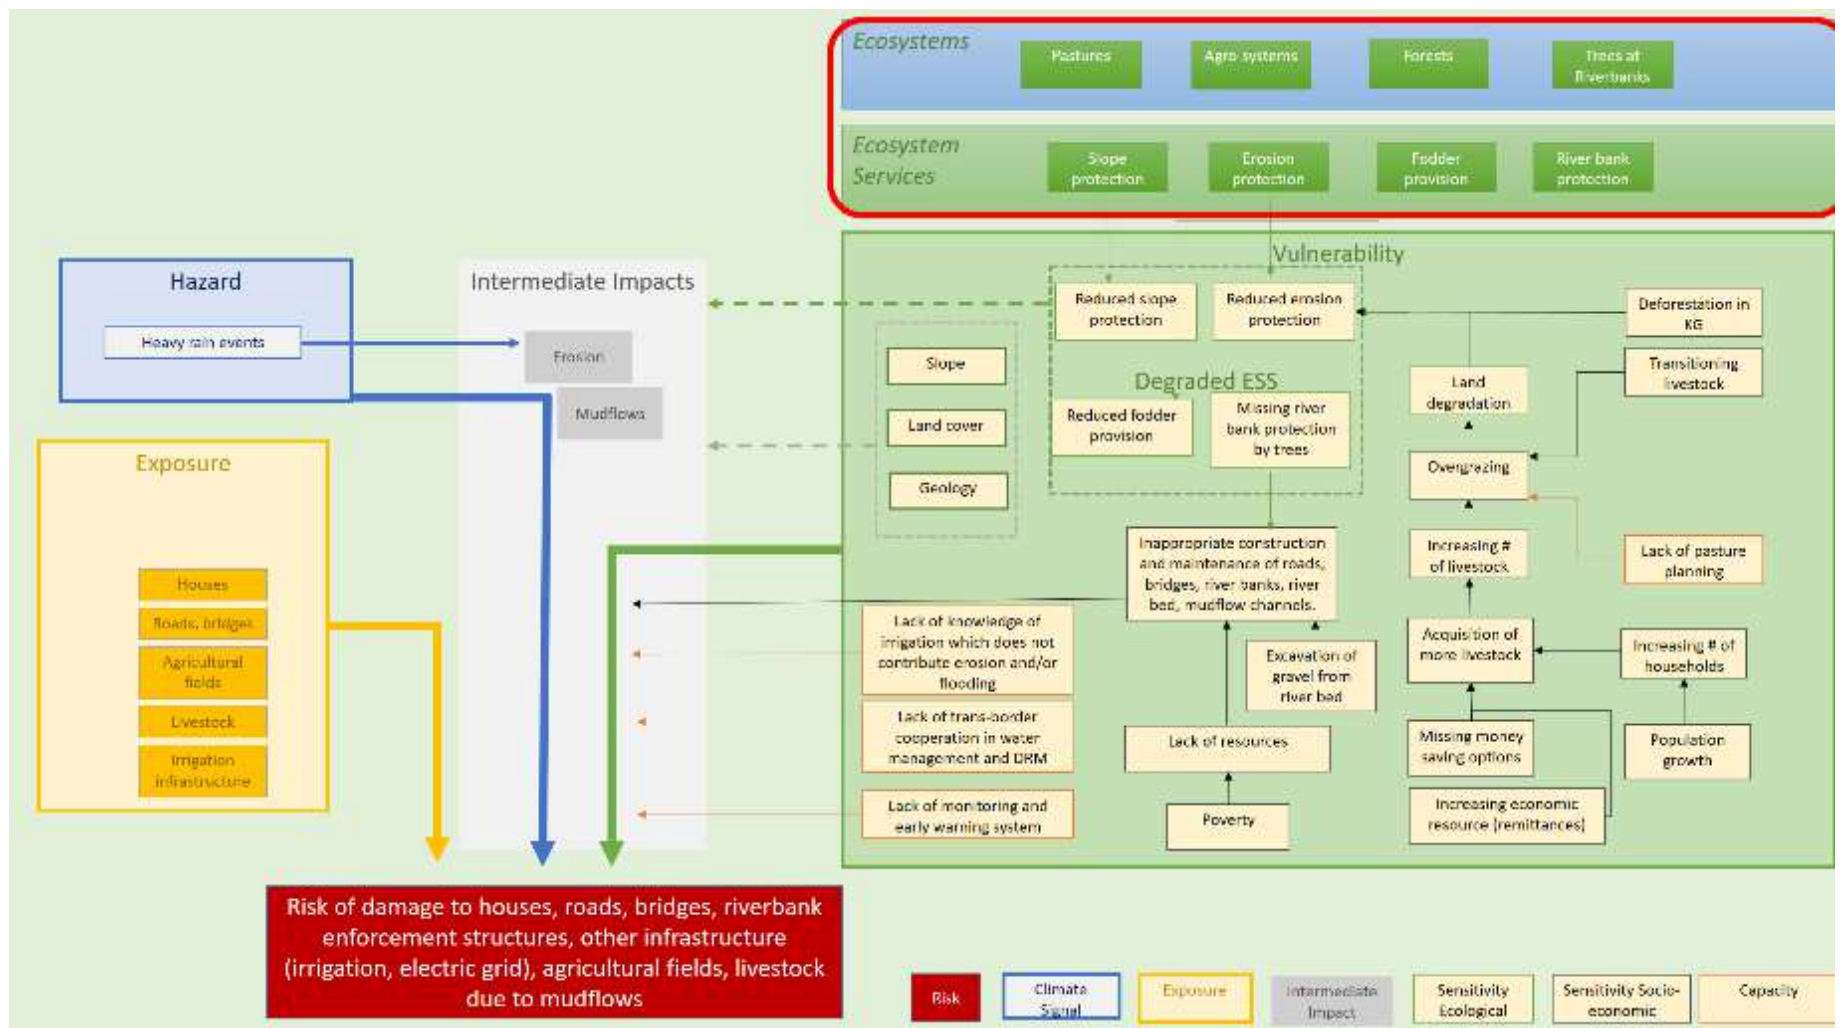 Ecosystems
Pastures
Agro systems
Forests
Trees at
Riverbanks
Ecosystem
Services
Slope
protection
Erosion
protection
Fodder
provision
River bank
protection
Hazard
Heavy rain events
Exposure
Houses
Roads, bridges
Agricultural
fields
Livestock
Irrigation
infrastructure
Intermediate Impacts
Erosion
Mudflows
Vulnerability
Reduced slope
protection
Reduced erosion
protection
Degraded ESS
Reduced fodder
provision
Missing river
bank protection
by trees
Slope
Land cover
Geology
Deforestation in
KG
Transitioning
livestock
Land
degradation
Overgrazing
Increasing #
of livestock
Lack of pasture
planning
Acquisition of
more livestock
Increasing # of
households
Missing money
saving options
Population
growth
Increasing economic
resource (remittances)
Inappropriate construction
and maintenance of roads,
bridges, river banks, river
bed, mudflow channels.
Excavation of
gravel from
river bed
Lack of resources
Poverty
Lack of knowledge of
irrigation which does not
contribute erosion and/or
flooding
Lack of trans-border
cooperation in water
management and DRM
Lack of monitoring and
early warning system
Risk of damage to houses, roads, bridges, riverbank
enforcement structures, other infrastructure
(irrigation, electric grid), agricultural fields, livestock
due to mudflows
Risk
Climate
Signal
Exposure
Intermediate
Impact
Sensitivity
Ecological
Sensitivity Socio-
economic
Capacity